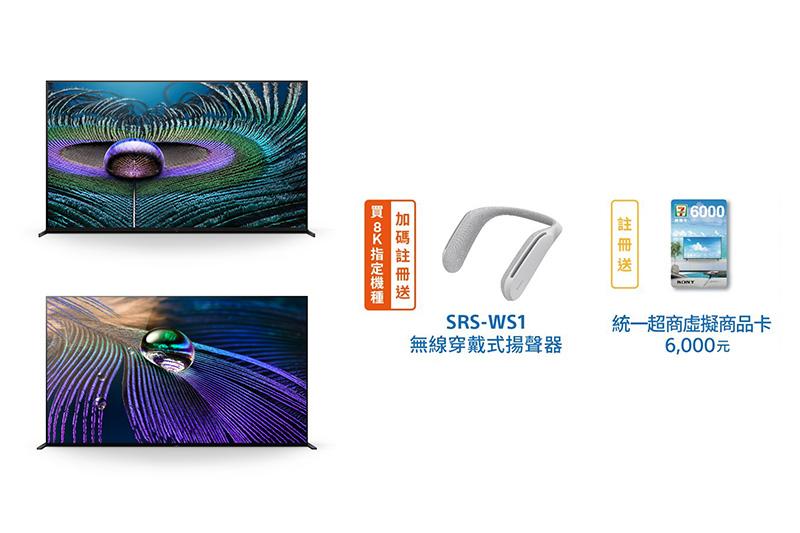 買8K指定機種
加碼註冊送
SRS-WS1
無線穿戴式揚聲器
註冊送
7
6000
SONY
統一超商虛擬商品卡
6,000元